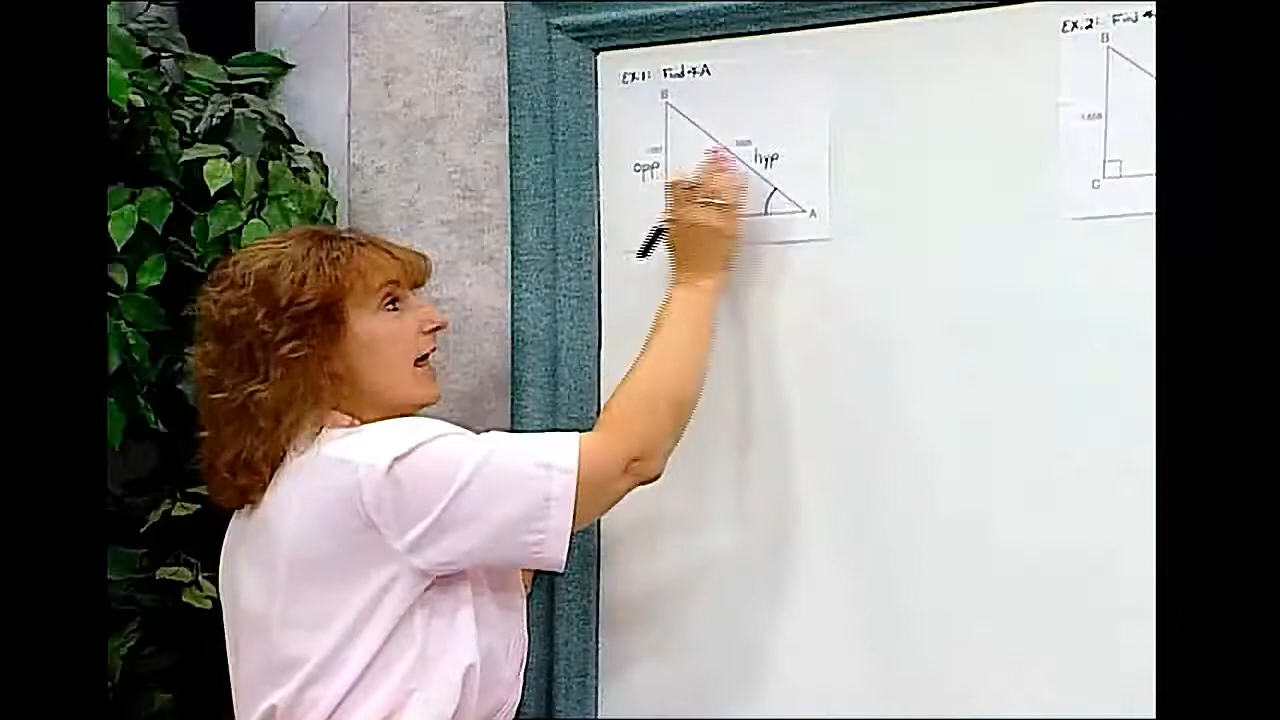 EX.1: Find ∠A
B
opp.
hyp
A
EX.2: Find
B
C